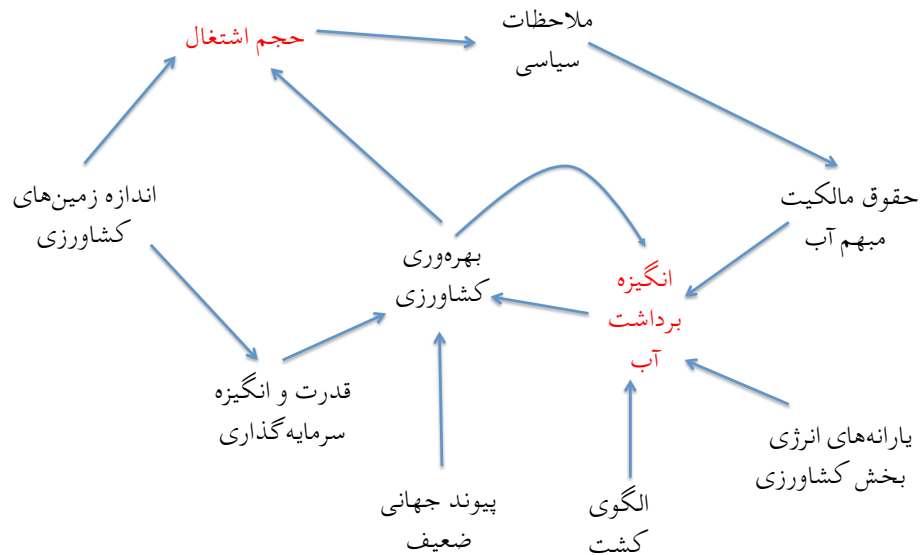 ملاحظات
سیاسی
حجم اشتغال
حقوق مالکیت
مبهم آب
اندازه زمین‌های
کشاورزی
بهره‌وری
کشاورزی
انگیزه
برداشت
آب
قدرت و انگیزه
سرمایه‌گذاری
یارانه‌های انرژی
بخش کشاورزی
الگوی
کشت
پیوند جهانی
ضعیف